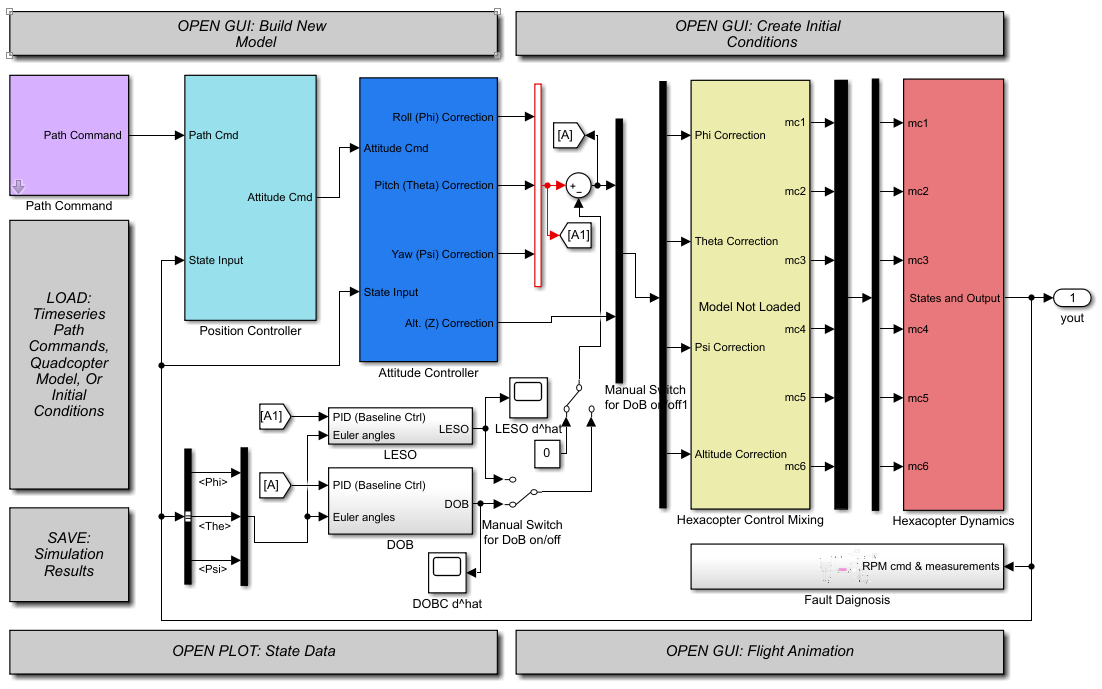 OPEN GUI: Build New
Model
OPEN GUI: Create Initial
Conditions
Path Command
Path Command
Path Cmd
Attitude Cmd
State Input
Position Controller
Roll (Phi) Correction
Attitude Cmd
Pitch (Theta) Correction
Yaw (Psi) Correction
State Input
Alt. (Z) Correction
Attitude Controller
[A]
+
−
[A1]
Phi Correction
Theta Correction
Model Not Loaded
Psi Correction
Altitude Correction
mc1
mc2
mc3
mc4
mc5
mc6
Hexacopter Control Mixing
mc1
mc2
mc3
States and Output
mc4
mc5
mc6
Hexacopter Dynamics
1
yout
LOAD:
Timeseries
Path
Commands,
Quadcopter
Model, Or
Initial
Conditions
SAVE:
Simulation
Results
<Phi>
<The>
<Psi>
[A1]
PID (Baseline Ctrl)
LESO
Euler angles
LESO
[A]
PID (Baseline Ctrl)
DOB
Euler angles
DOB
LESO d^hat
0
Manual Switch
for DoB on/off1
Manual Switch
for DoB on/off
DOBC d^hat
RPM cmd & measurements
Fault Daignosis
OPEN PLOT: State Data
OPEN GUI: Flight Animation